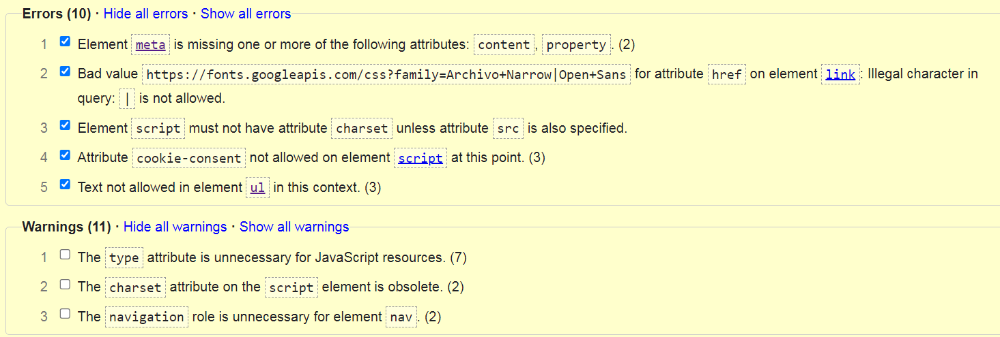 Errors (10) · Hide all errors · Show all errors
1 Element meta is missing one or more of the following attributes: content, property. (2)
2 Bad value https://fonts.googleapis.com/css?family=Archivo+Narrow|Open+Sans for attribute href on element link: Illegal character in
query: | is not allowed.
3 Element script must not have attribute charset unless attribute src is also specified.
4 Attribute cookie-consent not allowed on element script at this point. (3)
5 Text not allowed in element ul in this context. (3)
Warnings (11) · Hide all warnings · Show all warnings
1 The type attribute is unnecessary for JavaScript resources. (7)
2 The charset attribute on the script element is obsolete. (2)
3 The navigation role is unnecessary for element nav. (2)